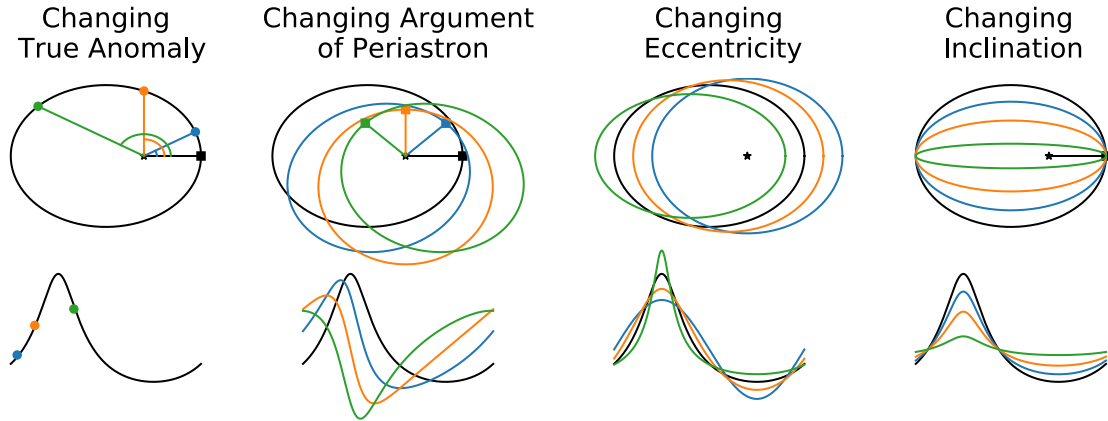 Changing
True Anomaly
Changing Argument
of Periastron
Changing
Eccentricity
Changing
Inclination